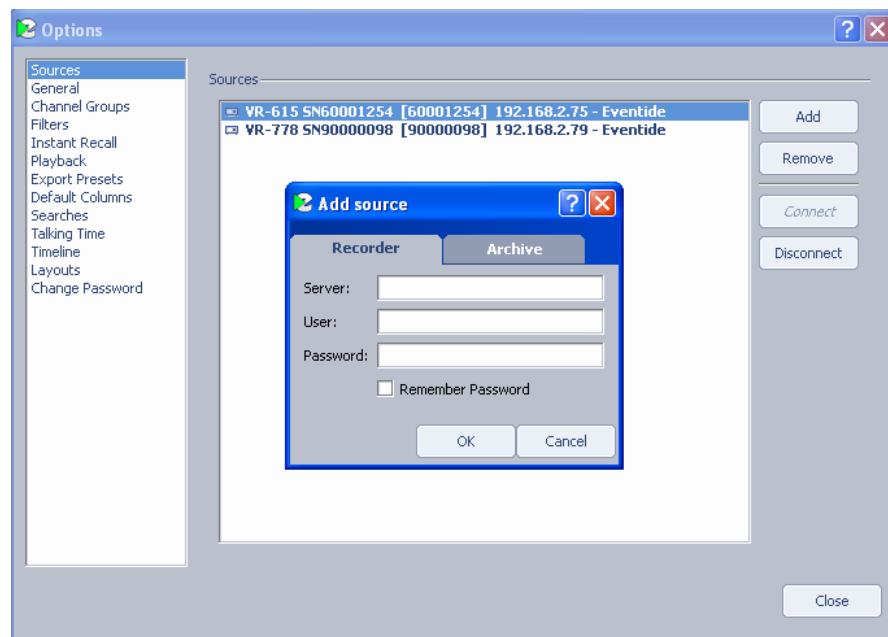 Options
Sources
General
Channel Groups
Filters
Instant Recall
Playback
Export Presets
Default Columns
Searches
Talking Time
Timeline
Layouts
Change Password
Sources
VR-615 SN60001254 [60001254] 192.168.2.75 - Eventide
VR-778 SN90000098 [90000098] 192.168.2.79 - Eventide
Add
Remove
Connect
Disconnect
Add source
Recorder
Archive
Server:
User:
Password:
Remember Password
OK
Cancel
Close